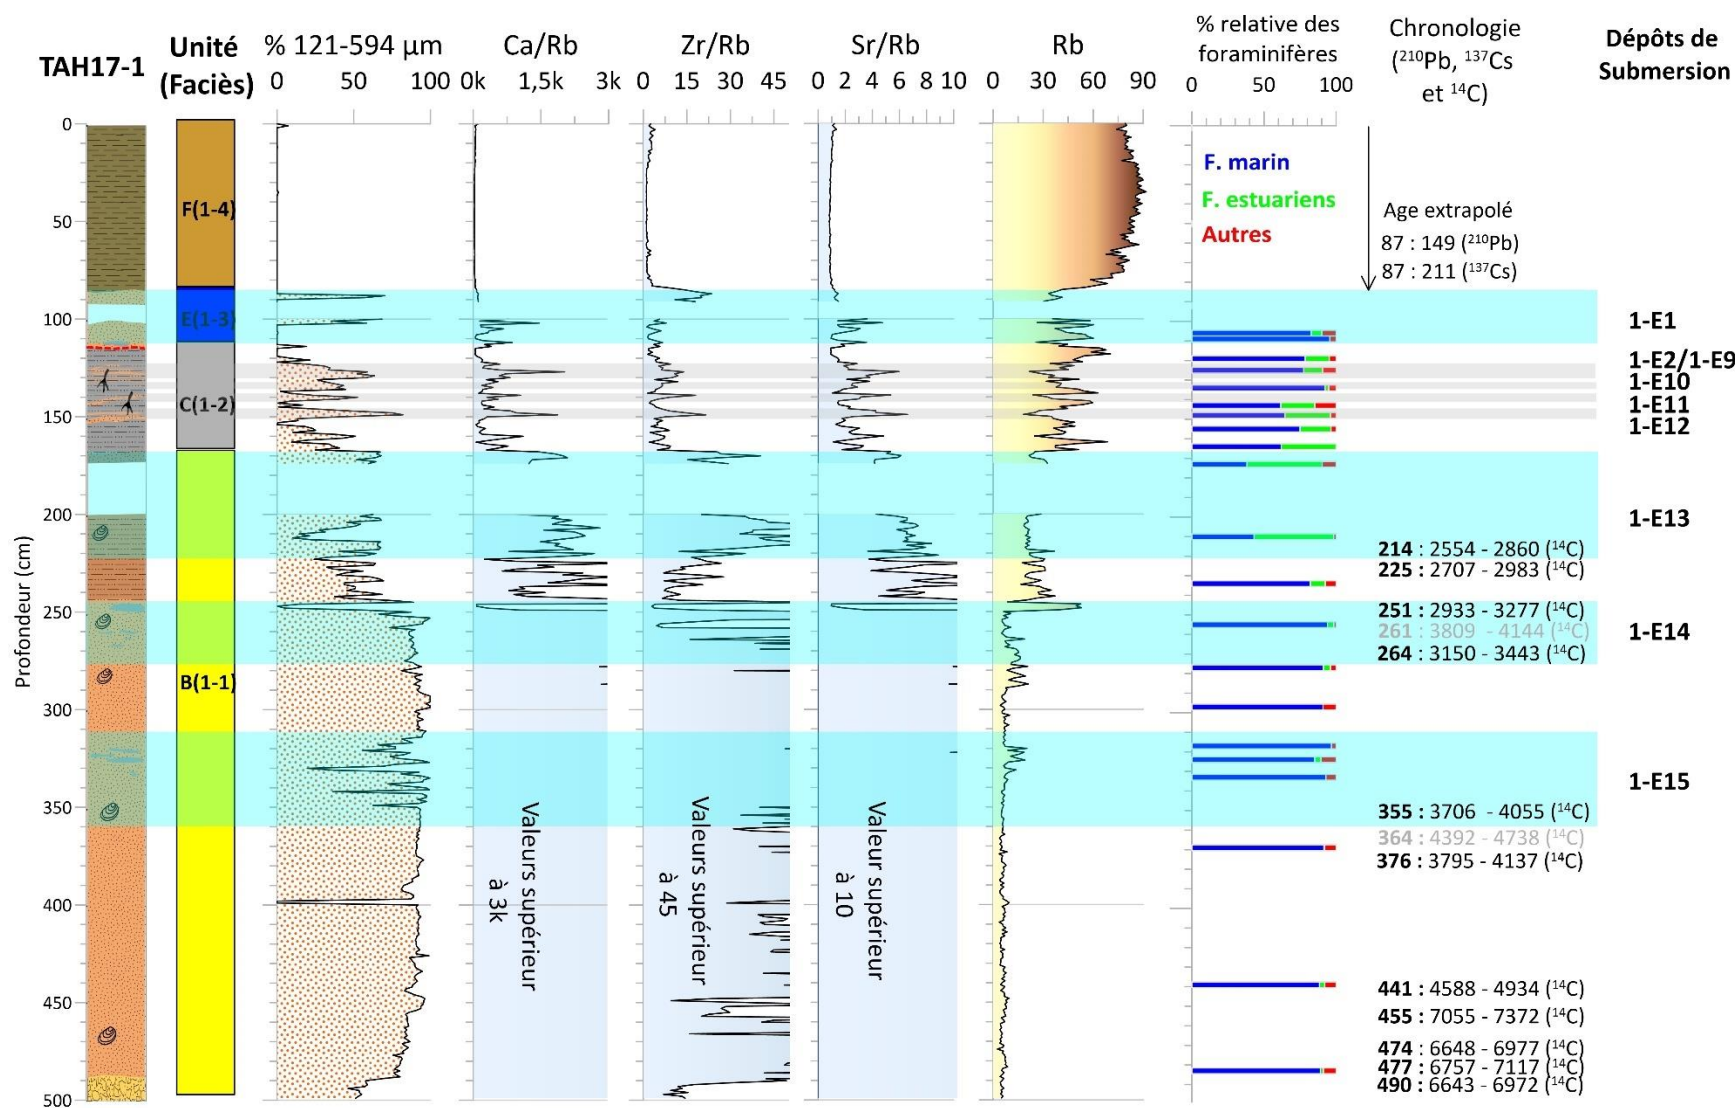 TAH17-1
Unité
(Faciès)
% 121-594 µm
0 50 100
Ca/Rb
0k 1,5k 3k
Zr/Rb
0 15 30 45
Sr/Rb
0 2 4 6 8 10
Rb
0 30 60 90
% relative des
foraminifères
0 50 100
Chronologie
(²¹⁰Pb, ¹³⁷Cs
et ¹⁴C)
Dépôts de
Submersion
Profondeur (cm)
0
50
100
150
200
250
300
350
400
450
500
F(1-4)
E(1-3)
C(1-2)
B(1-1)
Valeurs supérieur
à 3k
Valeurs supérieur
à 45
Valeur supérieur
à 10
F. marin
F. estuariens
Autres
Age extrapolé
87 : 149 (²¹⁰Pb)
87 : 211 (¹³⁷Cs)
214 : 2554 - 2860 (¹⁴C)
225 : 2707 - 2983 (¹⁴C)
251 : 2933 - 3277 (¹⁴C)
261 : 3809 - 4144 (¹⁴C)
264 : 3150 - 3443 (¹⁴C)
355 : 3706 - 4055 (¹⁴C)
364 : 4392 - 4738 (¹⁴C)
376 : 3795 - 4137 (¹⁴C)
441 : 4588 - 4934 (¹⁴C)
455 : 7055 - 7372 (¹⁴C)
474 : 6648 - 6977 (¹⁴C)
477 : 6757 - 7117 (¹⁴C)
490 : 6643 - 6972 (¹⁴C)
1-E1
1-E2/1-E9
1-E10
1-E11
1-E12
1-E13
1-E14
1-E15